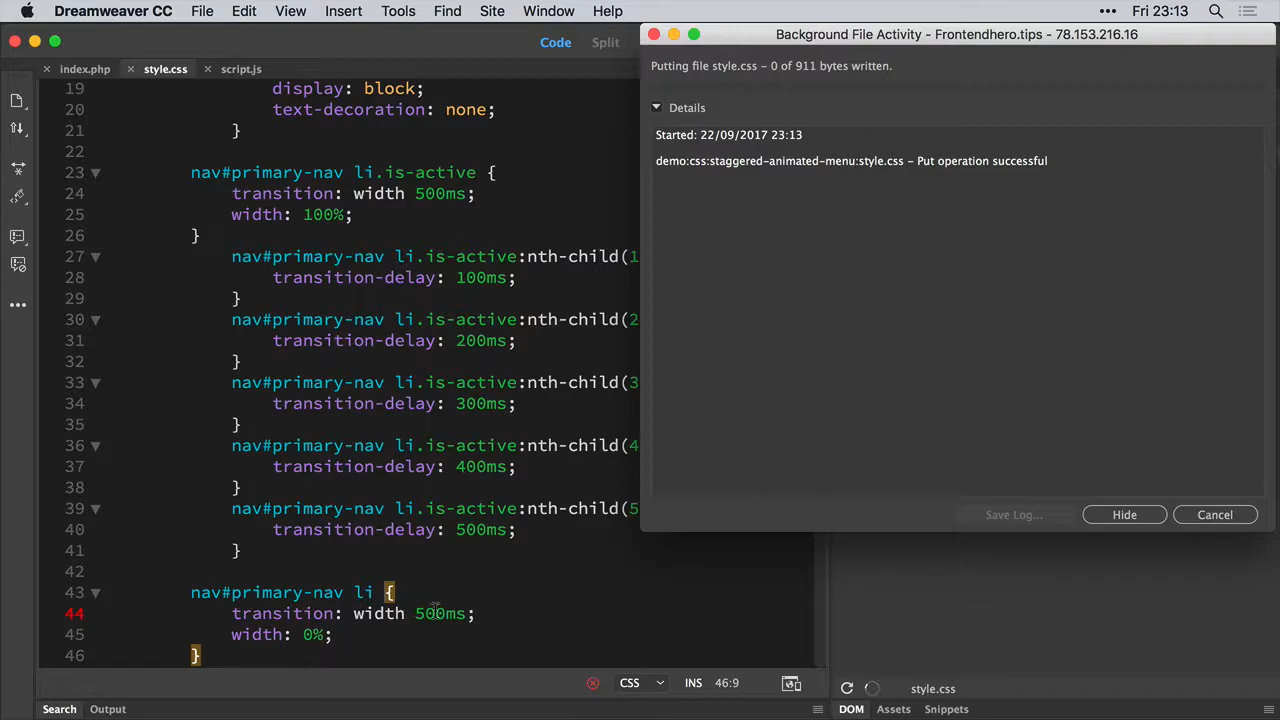 Dreamweaver CC File Edit View Insert Tools Find Site Window Help ••• Fri 23:13
Code Split
Background File Activity - Frontendhero.tips - 78.153.216.16
Putting file style.css – 0 of 911 bytes written.
Details
Started: 22/09/2017 23:13
demo:css:staggered-animated-menu:style.css – Put operation successful
Save Log... Hide Cancel
× index.php × style.css × script.js
19 display: block;
20 text-decoration: none;
21 }
22
23 nav#primary-nav li.is-active {
24 transition: width 500ms;
25 width: 100%;
26 }
27 nav#primary-nav li.is-active:nth-child(1
28 transition-delay: 100ms;
29 }
30 nav#primary-nav li.is-active:nth-child(2
31 transition-delay: 200ms;
32 }
33 nav#primary-nav li.is-active:nth-child(3
34 transition-delay: 300ms;
35 }
36 nav#primary-nav li.is-active:nth-child(4
37 transition-delay: 400ms;
38 }
39 nav#primary-nav li.is-active:nth-child(5
40 transition-delay: 500ms;
41 }
42
43 nav#primary-nav li {
44 transition: width 500ms;
45 width: 0%;
46 }
CSS INS 46:9
style.css
Search Output
DOM Assets Snippets